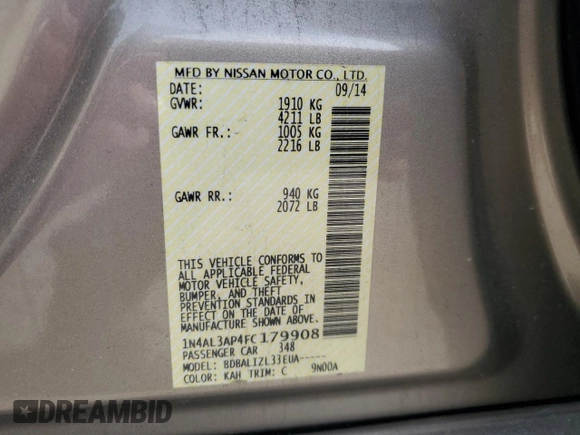 MFD BY NISSAN MOTOR CO., LTD.
DATE: 09/14
GVWR: 1910 KG
4211 LB
GAWR FR.: 1005 KG
2216 LB
GAWR RR.: 940 KG
2072 LB
THIS VEHICLE CONFORMS TO
ALL APPLICABLE FEDERAL
MOTOR VEHICLE SAFETY,
BUMPER, AND THEFT
PREVENTION STANDARDS IN
EFFECT ON THE DATE OF
MANUFACTURE SHOWN ABOVE.
1N4AL3AP4FC179908
PASSENGER CAR 348
MODEL: BDBALIZL33EUA-----
COLOR: KAH TRIM: C 9N00A
DREAMBID